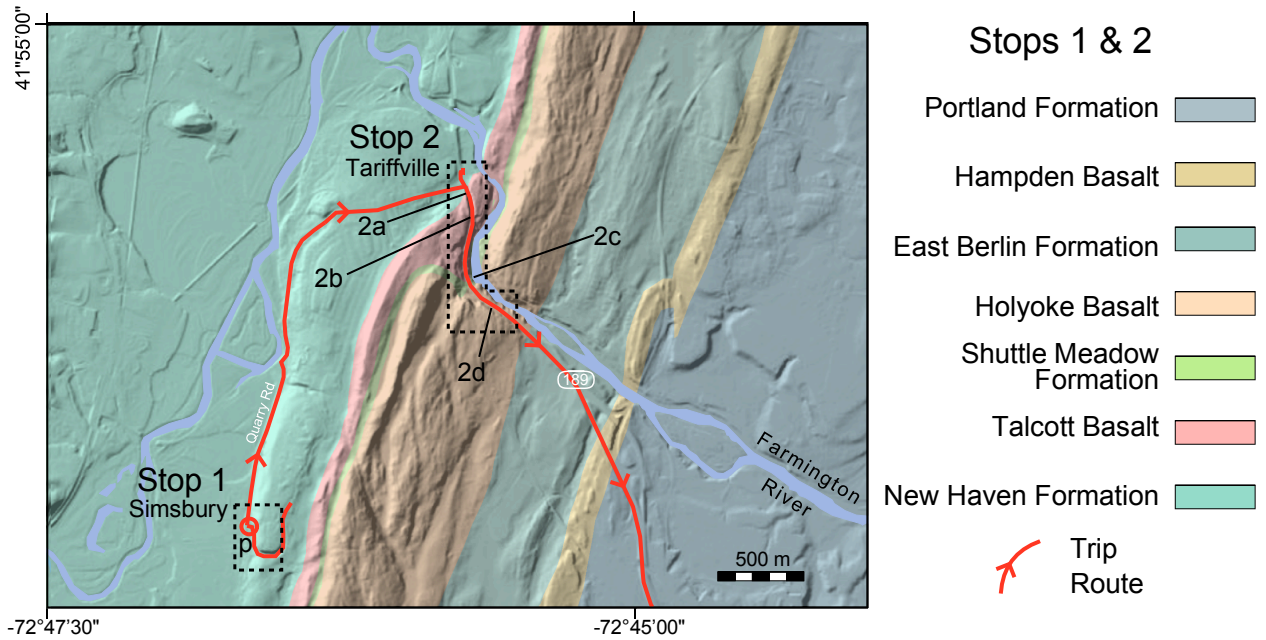 41"55'00"
Stop 2
Tariffville
2a
2b
2c
2d
189
Quarry Rd
Stop 1
Simsbury
p
Farmington
River
500 m
-72°47'30"
-72°45'00"
Stops 1 & 2
Portland Formation
Hampden Basalt
East Berlin Formation
Holyoke Basalt
Shuttle Meadow
Formation
Talcott Basalt
New Haven Formation
Trip
Route